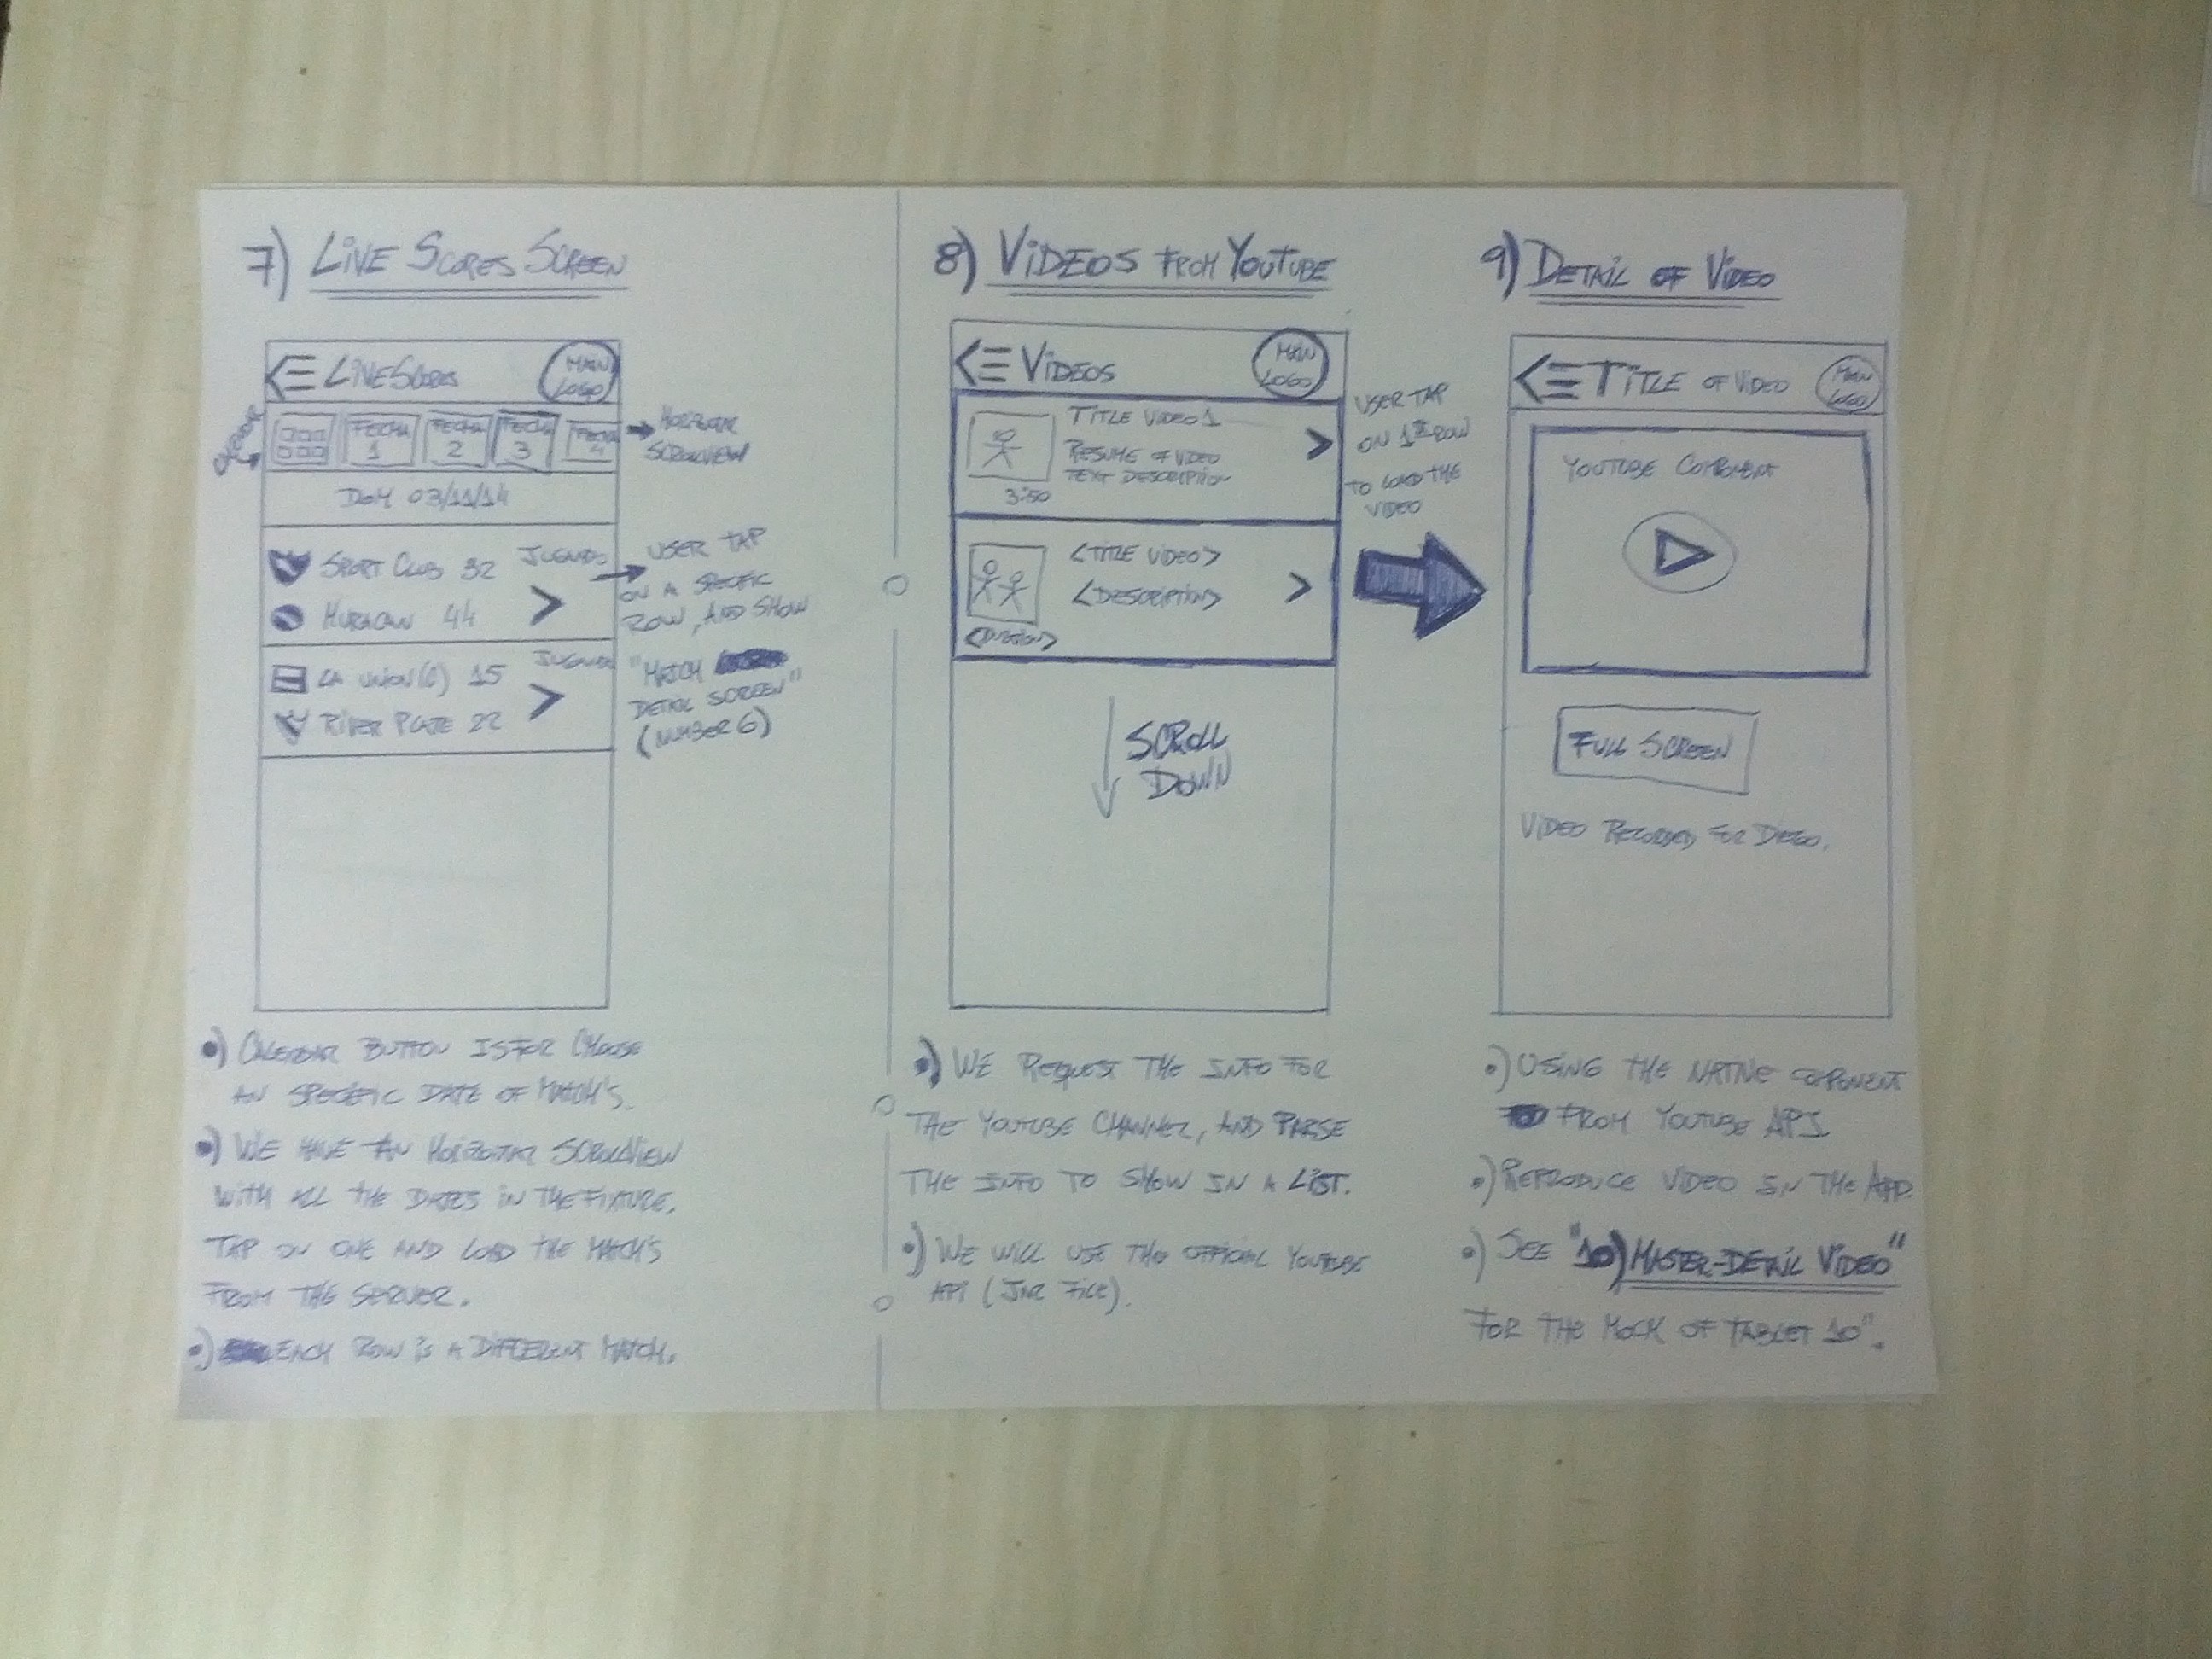 7) LIVE SCORES SCREEN
<≡ LIVESCORES
MAIN
LOGO
CALENDAR
FECHA
1
FECHA
2
FECHA
3
FECHA
4
HORIZONTAL
SCROLLVIEW
DOM 03/11/14
SPORT CLUB 32
JUGANDO
HURACAN 44
>
LA UNION(C) 15
JUGANDO
RIVER PLATE 22
>
USER TAP
ON A SPECIFIC
ROW, AND SHOW
"MATCH
DETAIL SCREEN"
(NUMBER 6)
•) CALENDAR BUTTON IS FOR CHOOSE
AN SPECIFIC DATE OF MATCH'S.
•) WE HAVE AN HORIZONTAL SCROLLVIEW
WITH ALL THE DATES IN THE FIXTURE.
TAP ON ONE AND LOAD THE MATCH'S
FROM THE SERVER.
•) EACH ROW IS A DIFFERENT MATCH.
8) VIDEOS FROM YOUTUBE
<≡ VIDEOS
MAIN
LOGO
TITLE VIDEO 1
RESUME OF VIDEO
TEXT DESCRIPTION
3:50
>
<TITLE VIDEO>
<DESCRIPTION>
<DURATION>
>
SCROLL
DOWN
USER TAP
ON 1ST ROW
TO LOAD THE
VIDEO
•) WE REQUEST THE INFO FOR
THE YOUTUBE CHANNEL, AND PARSE
THE INFO TO SHOW IN A LIST.
•) WE WILL USE THE OFFICIAL YOUTUBE
API (JAR FILE).
9) DETAIL OF VIDEO
<≡ TITLE OF VIDEO
MAIN
LOGO
YOUTUBE COMPONENT
FULL SCREEN
VIDEO RECORDED FOR DIEGO.
•) USING THE NATIVE COMPONENT
FROM YOUTUBE API
•) REPRODUCE VIDEO IN THE APP.
•) SEE "10) MASTER-DETAIL VIDEO"
FOR THE MOCK OF TABLET 10".